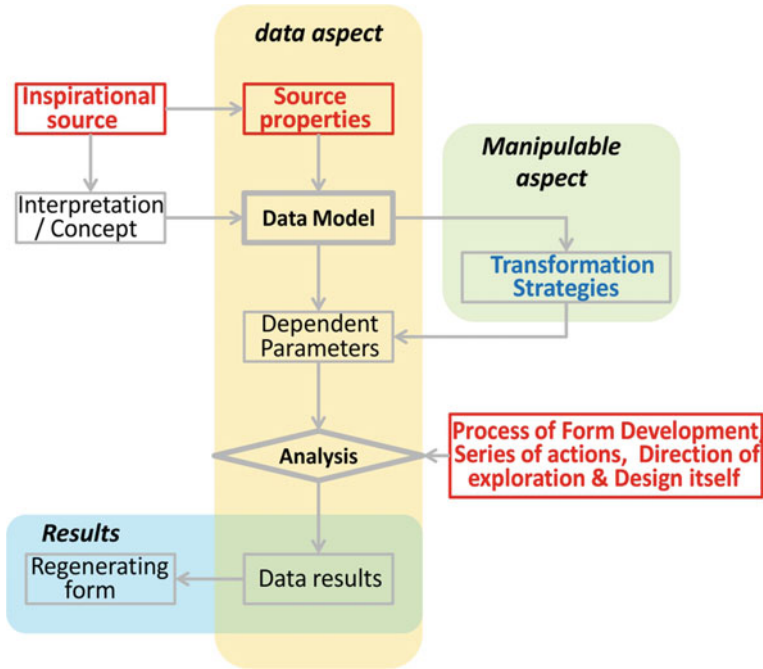 data aspect
Inspirational
source
Source
properties
Manipulable
aspect
Interpretation
/ Concept
Data Model
Transformation
Strategies
Dependent
Parameters
Analysis
Process of Form Development,
Series of actions, Direction of
exploration & Design itself
Results
Regenerating
form
Data results